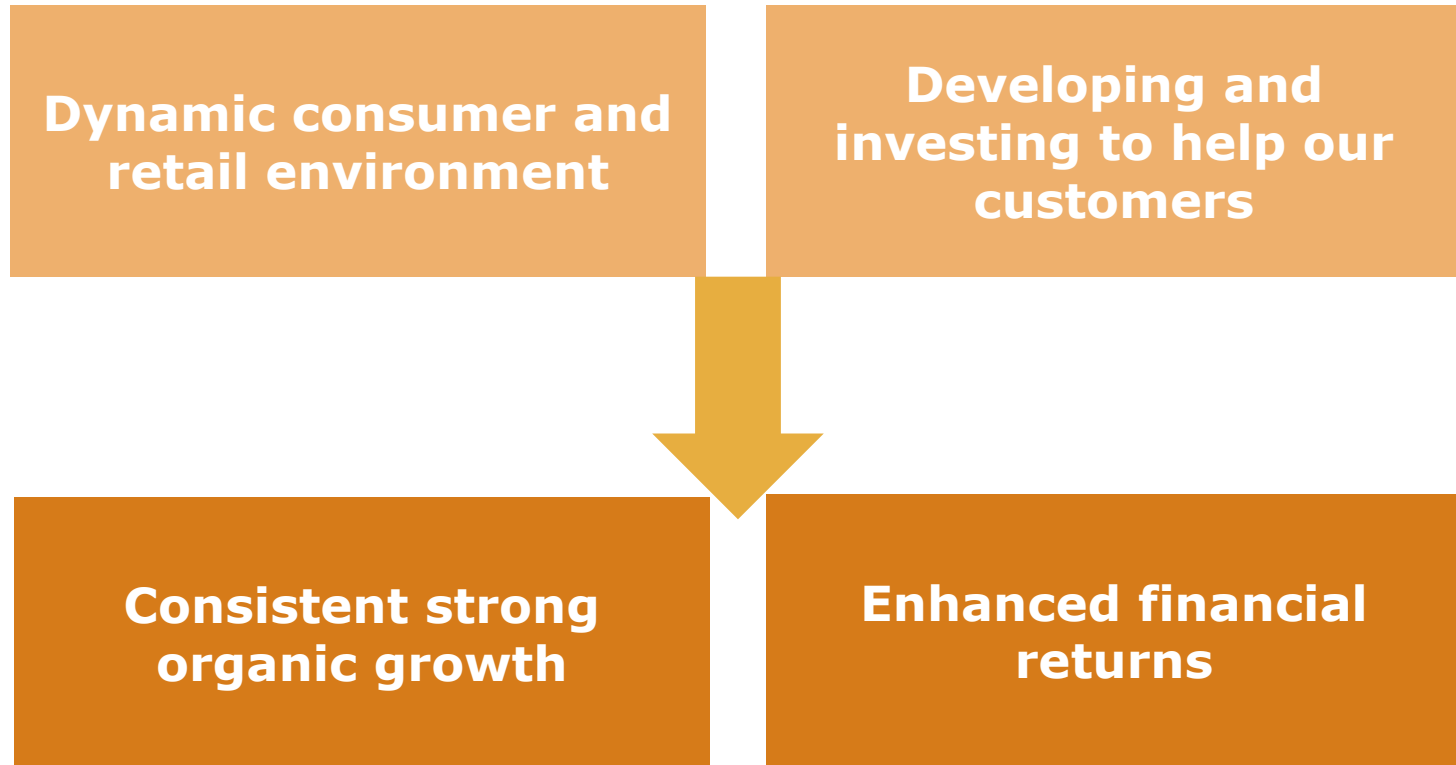 Dynamic consumer and
retail environment
Developing and
investing to help our
customers
Consistent strong
organic growth
Enhanced financial
returns